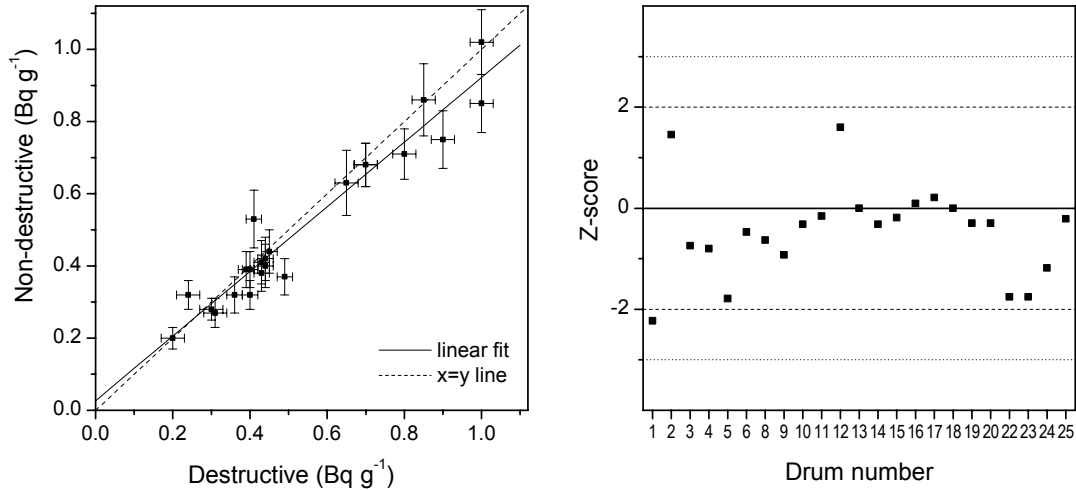 1.0
0.8
0.6
0.4
0.2
0.0
Non-destructive (Bq g⁻¹)
linear fit
x=y line
0.0 0.2 0.4 0.6 0.8 1.0
Destructive (Bq g⁻¹)
2
0
-2
Z-score
1 2 3 4 5 6 8 9 10 11 12 13 14 15 16 17 18 19 20 22 23 24 25
Drum number